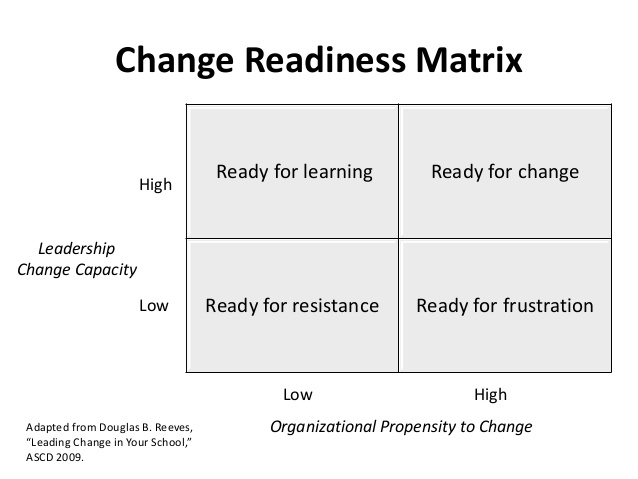 Change Readiness Matrix
Ready for learning
Ready for change
High
Leadership
Change Capacity
Low
Ready for resistance
Ready for frustration
Low
High
Organizational Propensity to Change
Adapted from Douglas B. Reeves,
“Leading Change in Your School,”
ASCD 2009.